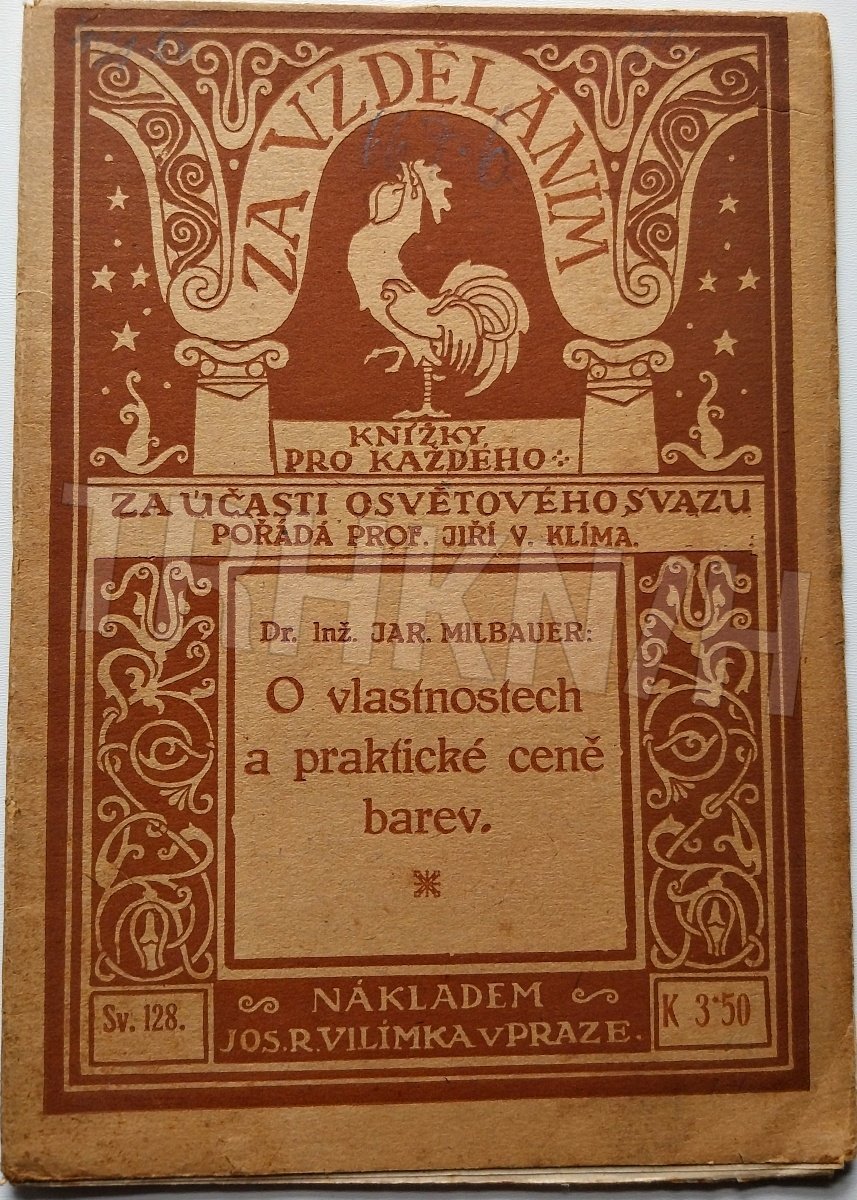 ZA VZDĚLÁNÍM
KNÍŽKY
PRO KAŽDÉHO
ZA ÚČASTI OSVĚTOVÉHO SVAZU
POŘÁDÁ PROF. JIŘÍ V. KLÍMA.
TRHKNIH
Dr. Inž. JAR. MILBAUER:
O vlastnostech
a praktické ceně
barev.
NÁKLADEM
JOS. R. VILÍMKA V PRAZE.
Sv. 128.
K 3·50